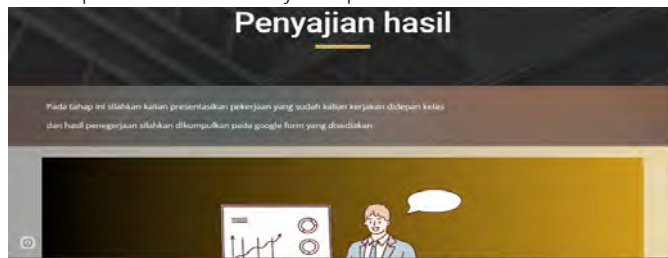 Penyajian hasil
Pada tahap ini silahkan kalian presentasikan pekerjaan yang sudah kalian kerjakan didepan kelas
dan hasil penegerjaan silahkan dikumpulkan pada google form yang disediakan